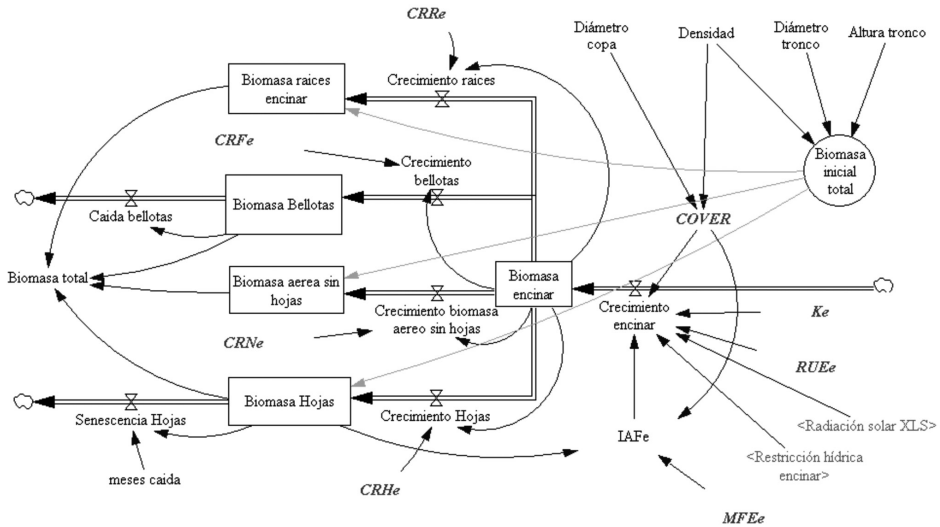 CRRe
Diámetro
copa
Densidad
Diámetro
tronco
Altura tronco
Biomasa raices
encinar
Crecimiento raices
CRFe
Crecimiento
bellotas
Biomasa
inicial
total
Biomasa Bellotas
Caida bellotas
COVER
Biomasa total
Biomasa aerea sin
hojas
Biomasa
encinar
Crecimiento biomasa
aereo sin hojas
Crecimiento
encinar
Ke
CRNe
RUEe
Biomasa Hojas
Senescencia Hojas
Crecimiento Hojas
<Radiación solar XLS>
IAFe
<Restricción hídrica
encinar>
meses caida
CRHe
MFEe